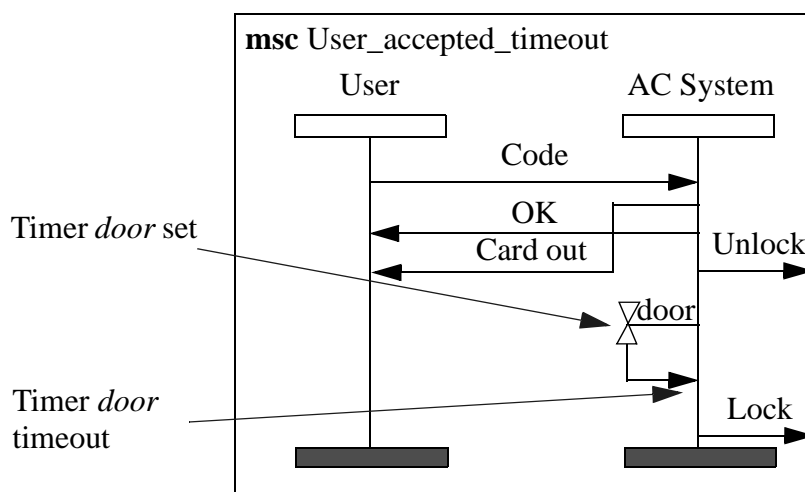 msc User_accepted_timeout
User
AC System
Code
OK
Timer door set
Card out
Unlock
door
Timer door
timeout
Lock